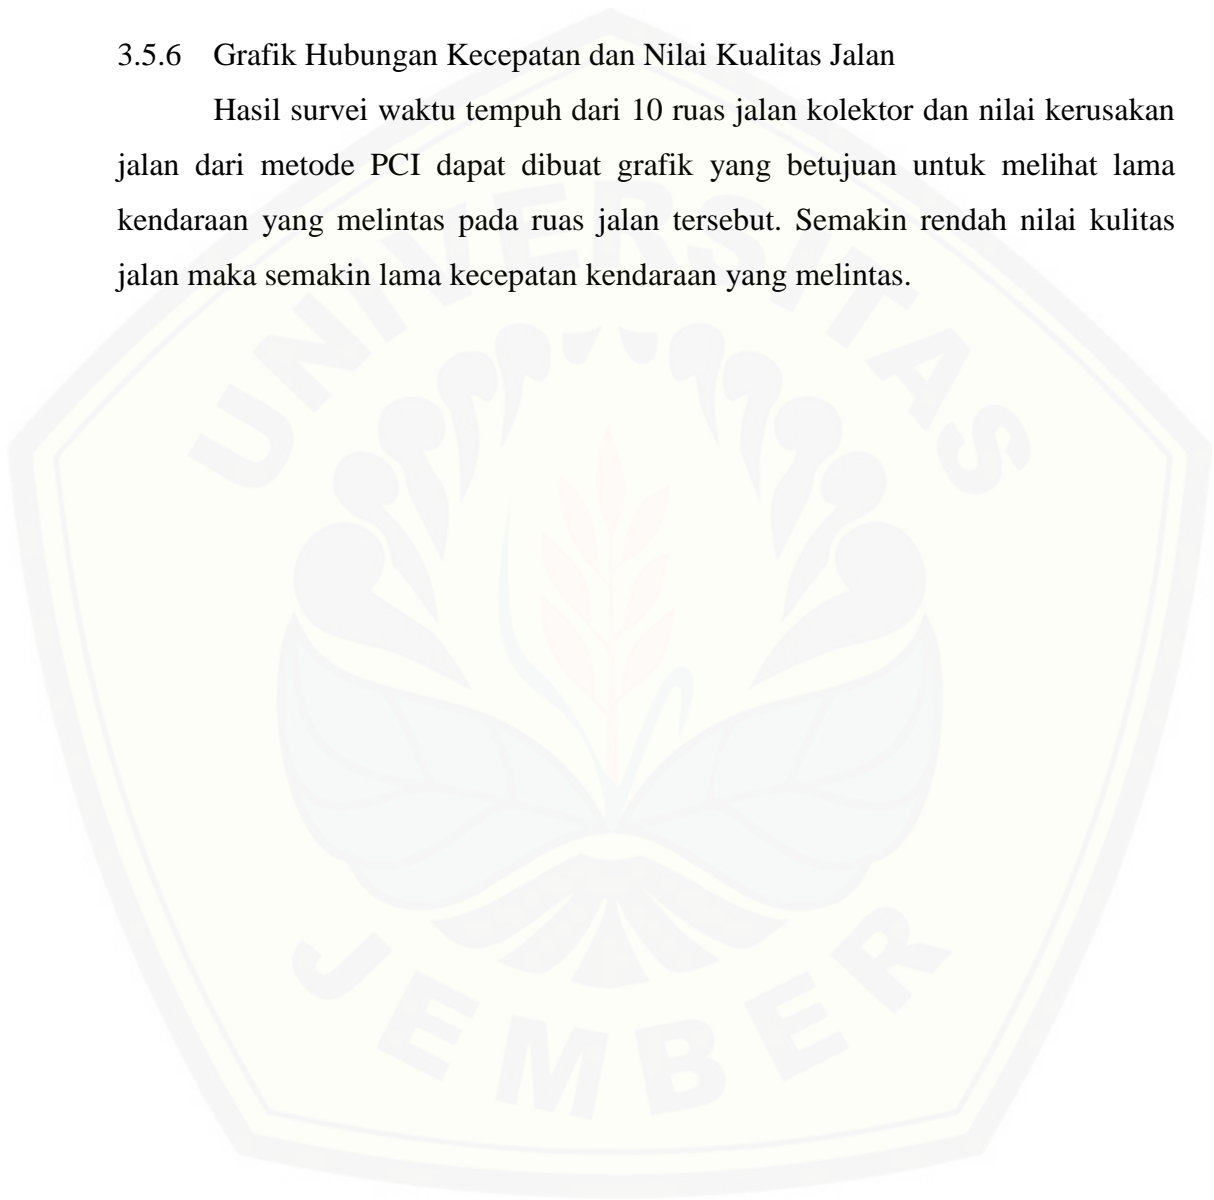 3.5.6 Grafik Hubungan Kecepatan dan Nilai Kualitas Jalan
Hasil survei waktu tempuh dari 10 ruas jalan kolektor dan nilai kerusakan
jalan dari metode PCI dapat dibuat grafik yang betujuan untuk melihat lama
kendaraan yang melintas pada ruas jalan tersebut. Semakin rendah nilai kulitas
jalan maka semakin lama kecepatan kendaraan yang melintas.
UNIVERSITAS
JEMBER